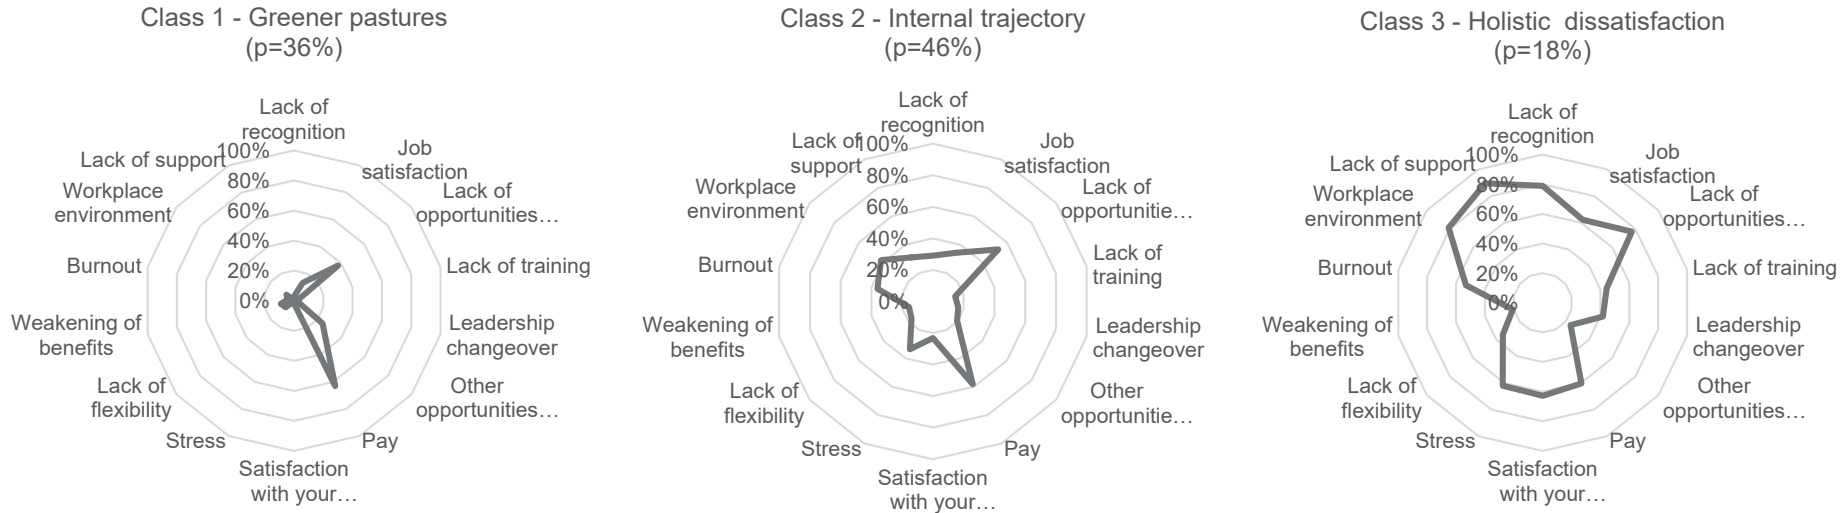 Class 1 - Greener pastures
(p=36%)
Lack of
recognition
Job
satisfaction
Lack of
opportunities…
Lack of training
Leadership
changeover
Other
opportunities…
Pay
Satisfaction
with your…
Stress
Lack of
flexibility
Weakening of
benefits
Burnout
Workplace
environment
Lack of support
100%
80%
60%
40%
20%
0%
Class 2 - Internal trajectory
(p=46%)
Lack of
recognition
Job
satisfaction
Lack of
opportunitie…
Lack of
training
Leadership
changeover
Other
opportunitie…
Pay
Satisfaction
with your…
Stress
Lack of
flexibility
Weakening of
benefits
Burnout
Workplace
environment
Lack of
support
100%
80%
60%
40%
20%
0%
Class 3 - Holistic  dissatisfaction
(p=18%)
Lack of
recognition
Job
satisfaction
Lack of
opportunities…
Lack of training
Leadership
changeover
Other
opportunities…
Pay
Satisfaction
with your…
Stress
Lack of
flexibility
Weakening of
benefits
Burnout
Workplace
environment
Lack of support
100%
80%
60%
40%
20%
0%